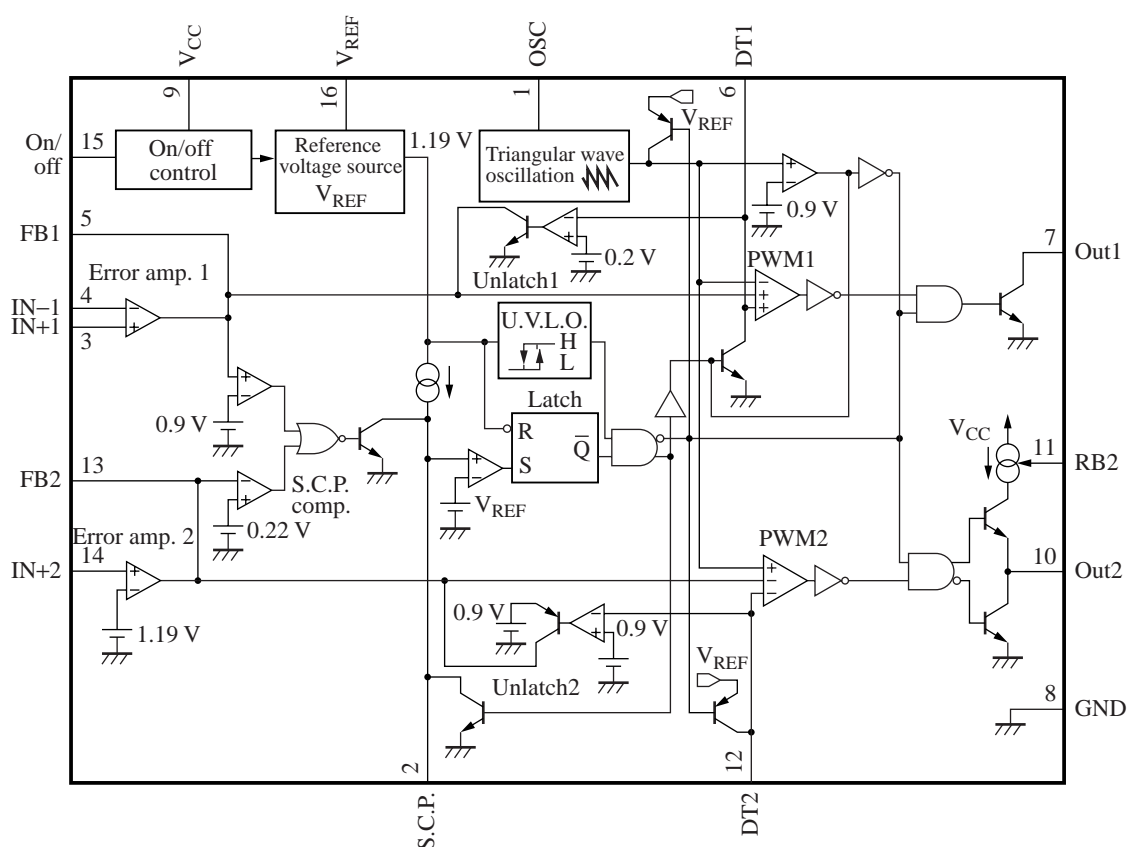 VCC
VREF
OSC
DT1
9
16
1
6
On/
off
15
On/off
control
Reference
voltage source
VREF
1.19 V
Triangular wave
oscillation
VREF
0.9 V
FB1
5
0.2 V
Unlatch1
PWM1
7
Out1
Error amp. 1
IN−1
4
IN+1
3
U.V.L.O.
H
L
0.9 V
Latch
R
S
Q̅
VCC
11
RB2
FB2
13
S.C.P.
comp.
VREF
0.22 V
Error amp. 2
14
IN+2
PWM2
10
Out2
1.19 V
0.9 V
0.9 V
VREF
Unlatch2
8
GND
2
12
S.C.P.
DT2
+
−
+
−
+
−
+
−
+
−
+
−
+
−
+
−
+
−
+
+
+
−
−